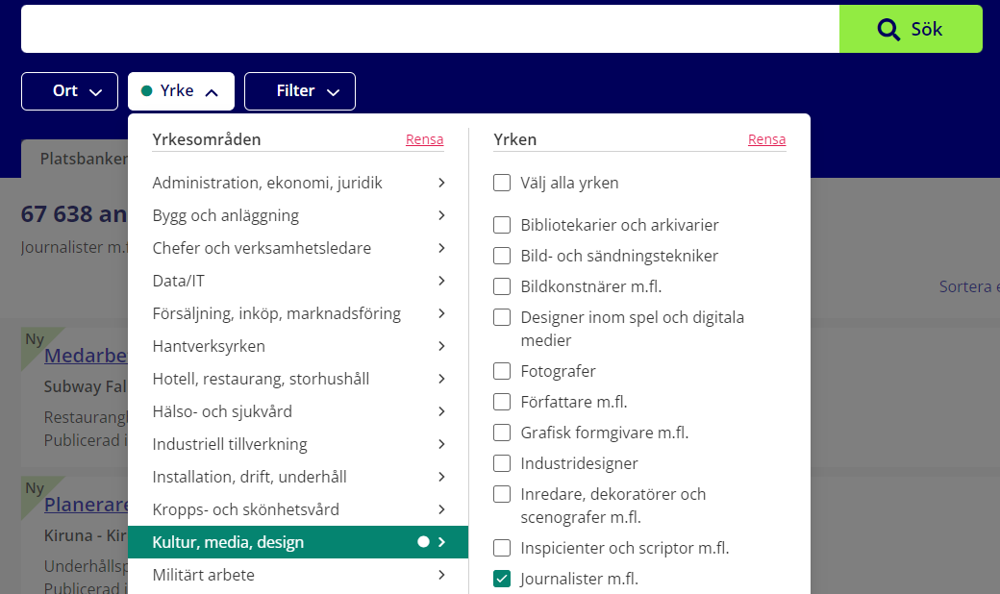 Sök
Ort
Yrke
Filter
Platsbanken
67 638 an
Journalister m.f
Sortera e
Ny
Medarbe
Subway Fal
Publicerad i
Ny
Planerare
Kiruna - Kir
Underhållsp
Publicerad i
Yrkesområden
Rensa
Administration, ekonomi, juridik
Bygg och anläggning
Chefer och verksamhetsledare
Data/IT
Försäljning, inköp, marknadsföring
Hantverksyrken
Hotell, restaurang, storhushåll
Hälso- och sjukvård
Industriell tillverkning
Installation, drift, underhåll
Kropps- och skönhetsvård
Kultur, media, design
Militärt arbete
Yrken
Rensa
Välj alla yrken
Bibliotekarier och arkivarier
Bild- och sändningstekniker
Bildkonstnärer m.fl.
Designer inom spel och digitala
medier
Fotografer
Författare m.fl.
Grafisk formgivare m.fl.
Industridesigner
Inredare, dekoratörer och
scenografer m.fl.
Inspicienter och scriptor m.fl.
Journalister m.fl.